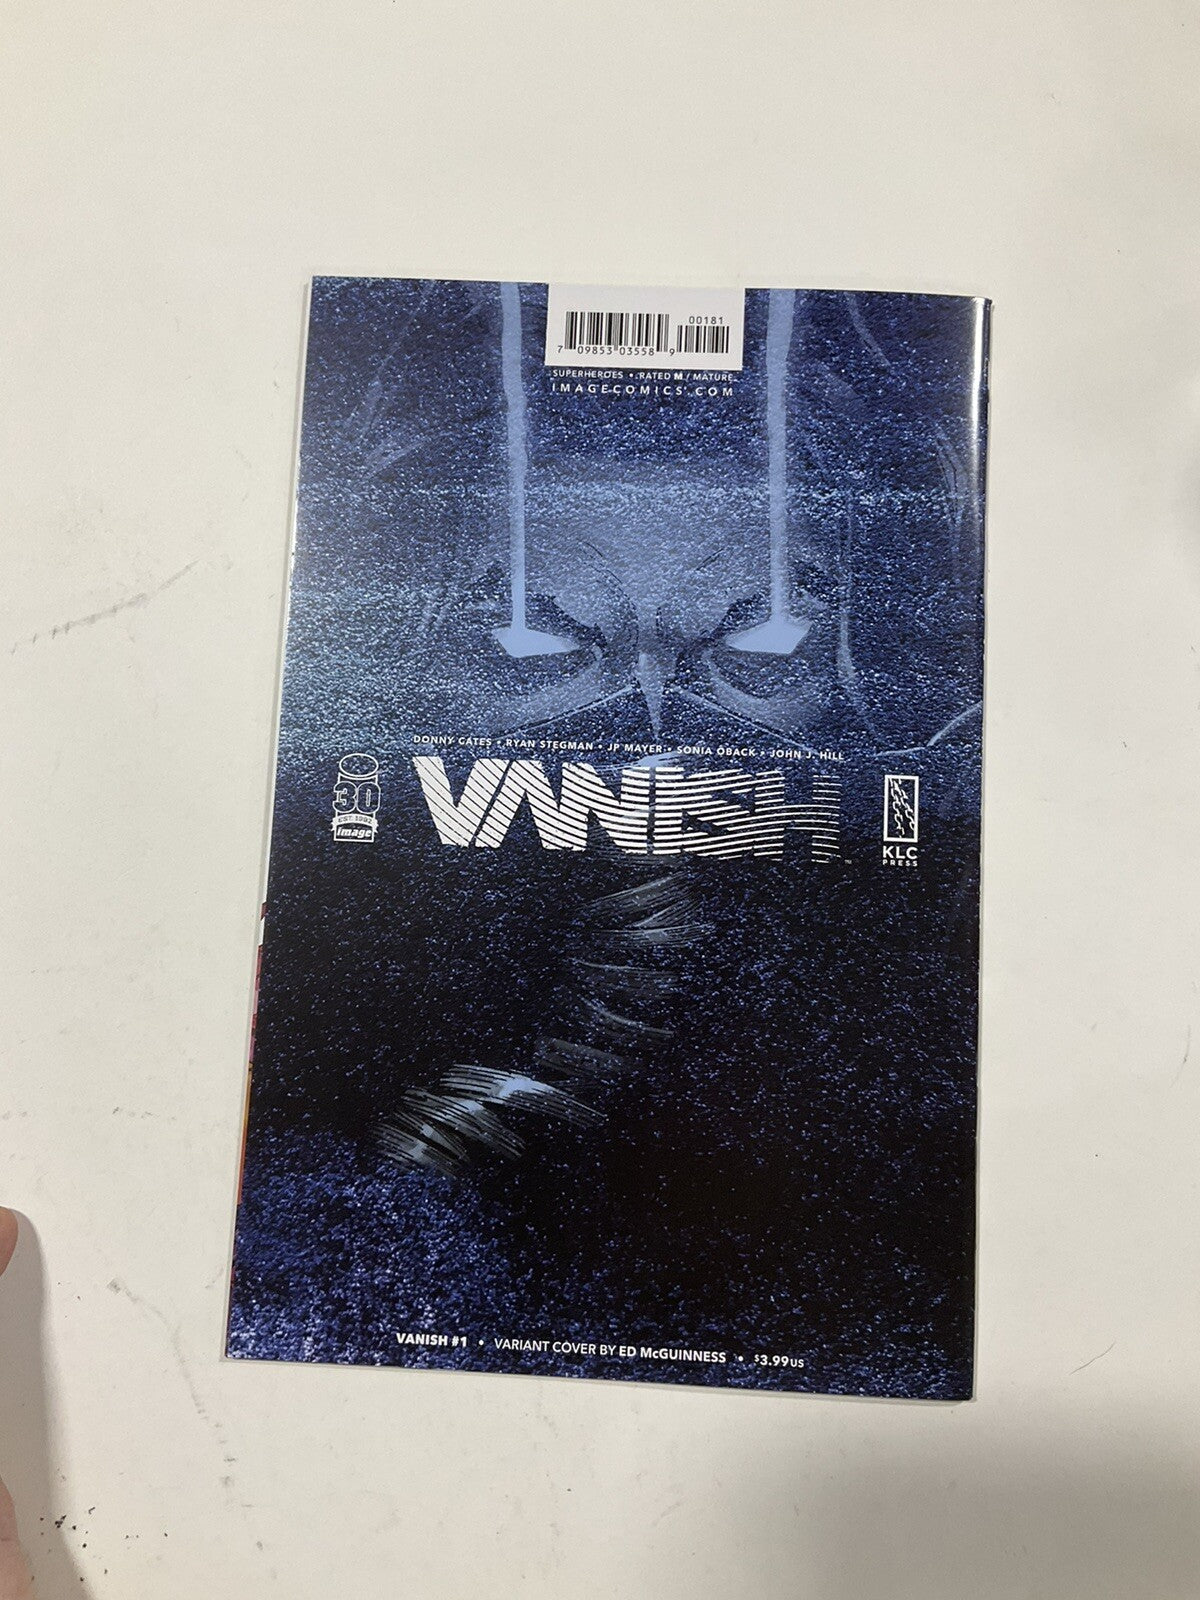 00181
7 09853 03558 9
SUPERHEROES • RATED M / MATURE
IMAGECOMICS.COM
DONNY CATES • RYAN STEGMAN • JP MAYER • SONIA OBACK • JOHN J. HILL
VANISH
™
30
EST. 1992
image
KLC
PRESS
VANISH #1 • VARIANT COVER BY ED McGUINNESS • $3.99 US